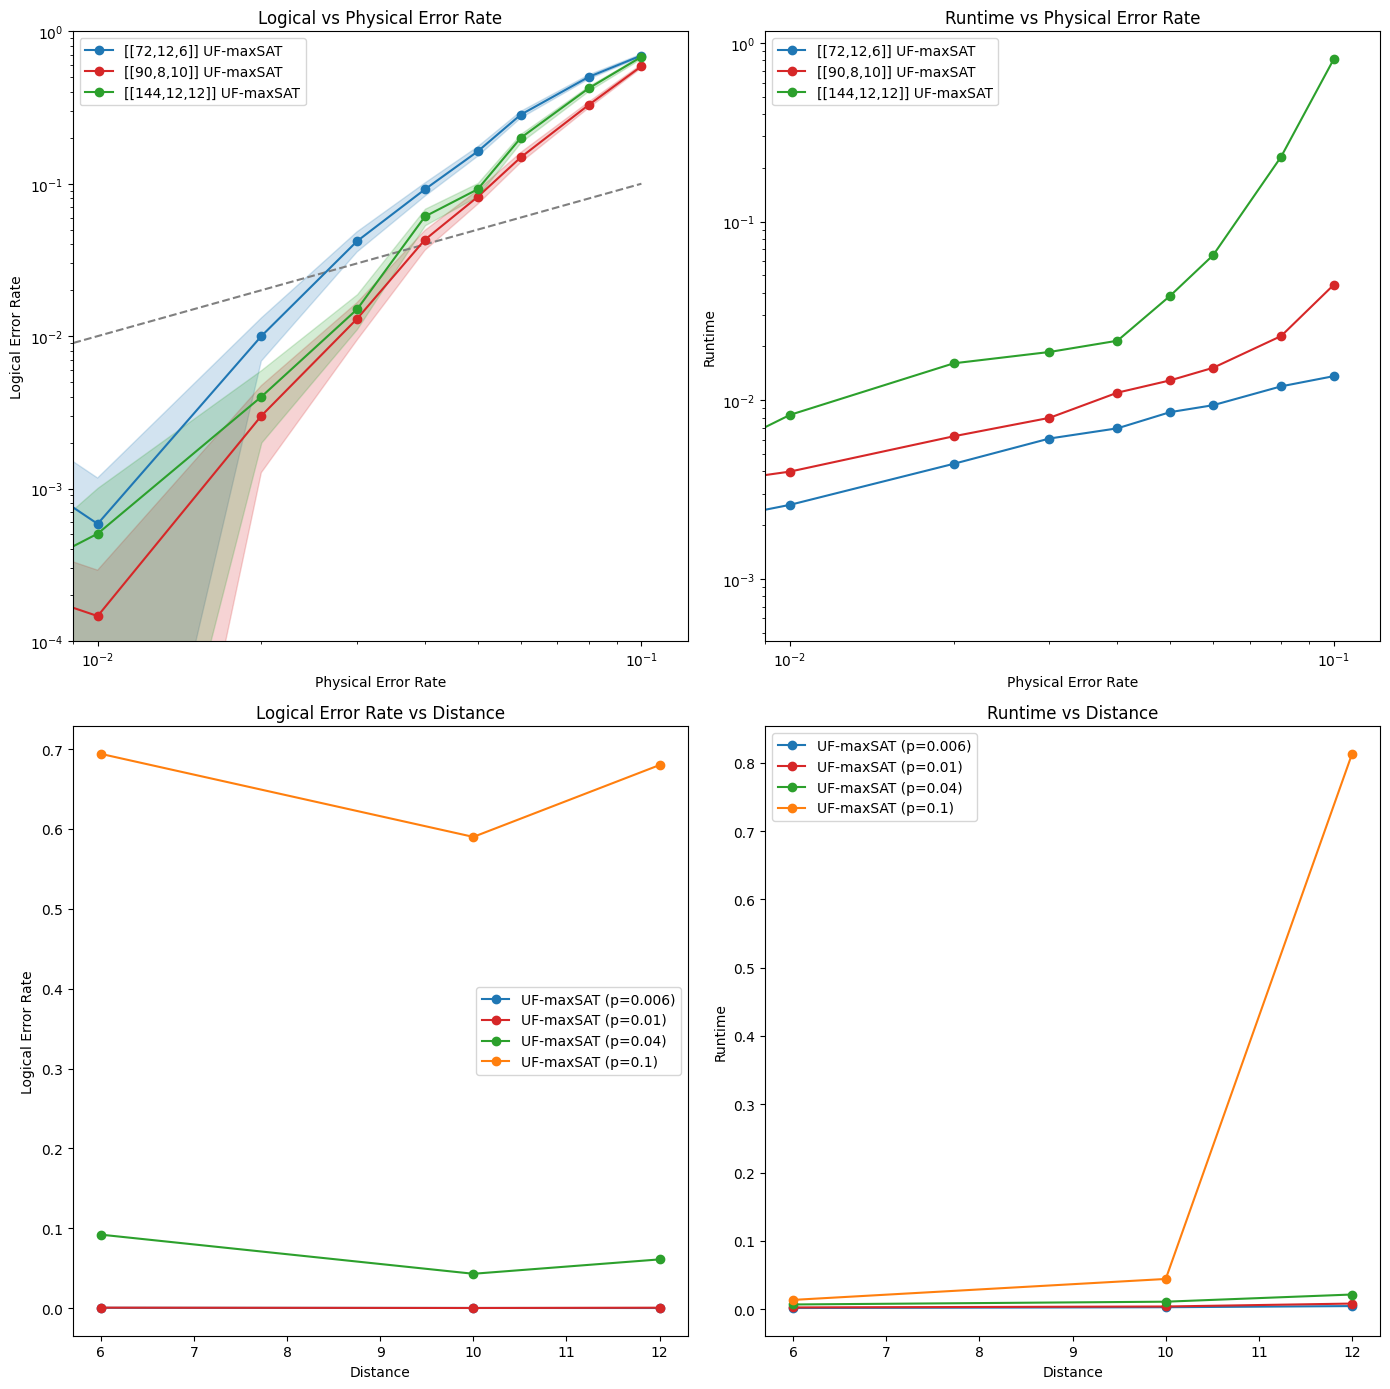 Logical vs Physical Error Rate
[[72,12,6]] UF-maxSAT
[[90,8,10]] UF-maxSAT
[[144,12,12]] UF-maxSAT
10⁰
10⁻¹
10⁻²
10⁻³
10⁻⁴
Logical Error Rate
10⁻² 10⁻¹
Physical Error Rate
Runtime vs Physical Error Rate
[[72,12,6]] UF-maxSAT
[[90,8,10]] UF-maxSAT
[[144,12,12]] UF-maxSAT
10⁰
10⁻¹
10⁻²
10⁻³
Runtime
10⁻² 10⁻¹
Physical Error Rate
Logical Error Rate vs Distance
0.7
0.6
0.5
0.4
0.3
0.2
0.1
0.0
Logical Error Rate
UF-maxSAT (p=0.006)
UF-maxSAT (p=0.01)
UF-maxSAT (p=0.04)
UF-maxSAT (p=0.1)
6 7 8 9 10 11 12
Distance
Runtime vs Distance
UF-maxSAT (p=0.006)
UF-maxSAT (p=0.01)
UF-maxSAT (p=0.04)
UF-maxSAT (p=0.1)
0.8
0.7
0.6
0.5
0.4
0.3
0.2
0.1
0.0
Runtime
6 7 8 9 10 11 12
Distance